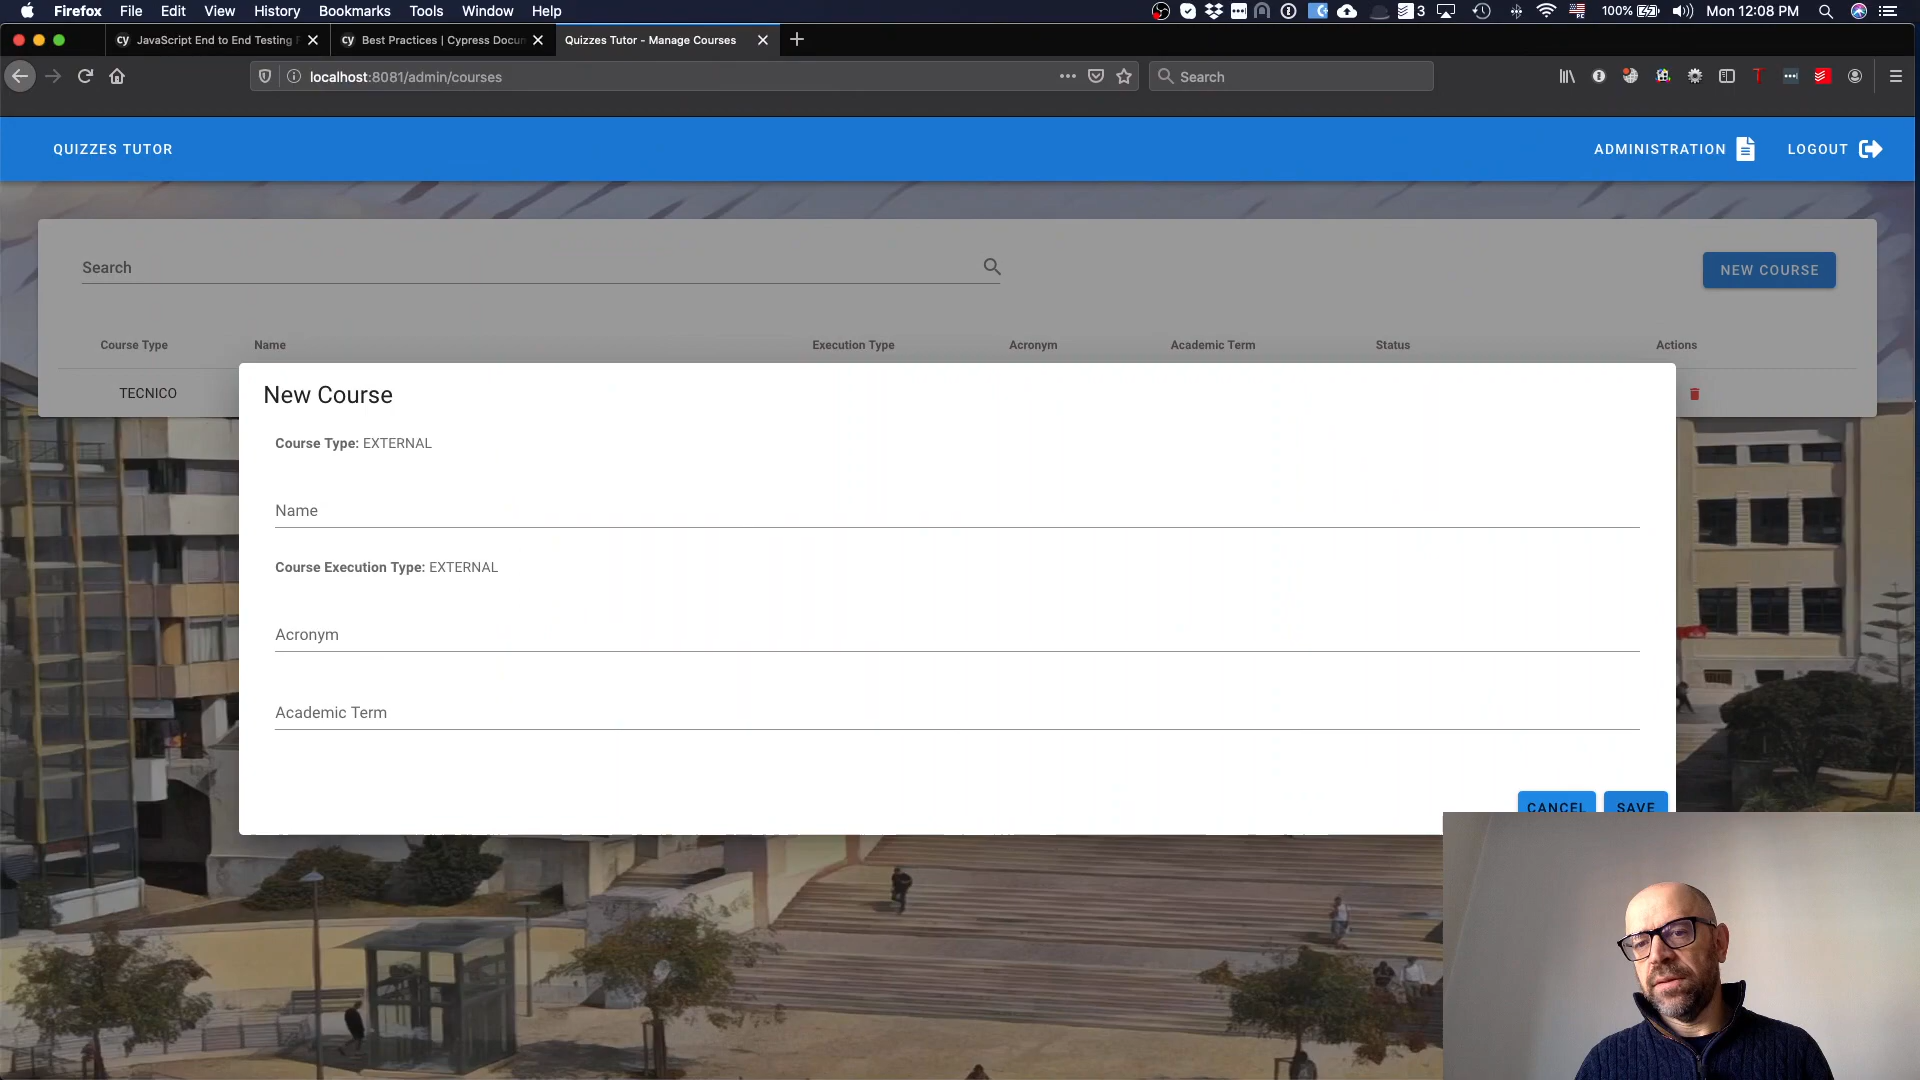 Firefox File Edit View History Bookmarks Tools Window Help 3 100% Mon 12:08 PM
cy JavaScript End to End Testing F cy Best Practices | Cypress Docun Quizzes Tutor - Manage Courses
localhost:8081/admin/courses Search
QUIZZES TUTOR ADMINISTRATION LOGOUT
Search NEW COURSE
Course Type Name Execution Type Acronym Academic Term Status Actions
TECNICO
New Course
Course Type: EXTERNAL
Name
Course Execution Type: EXTERNAL
Acronym
Academic Term
CANCEL SAVE